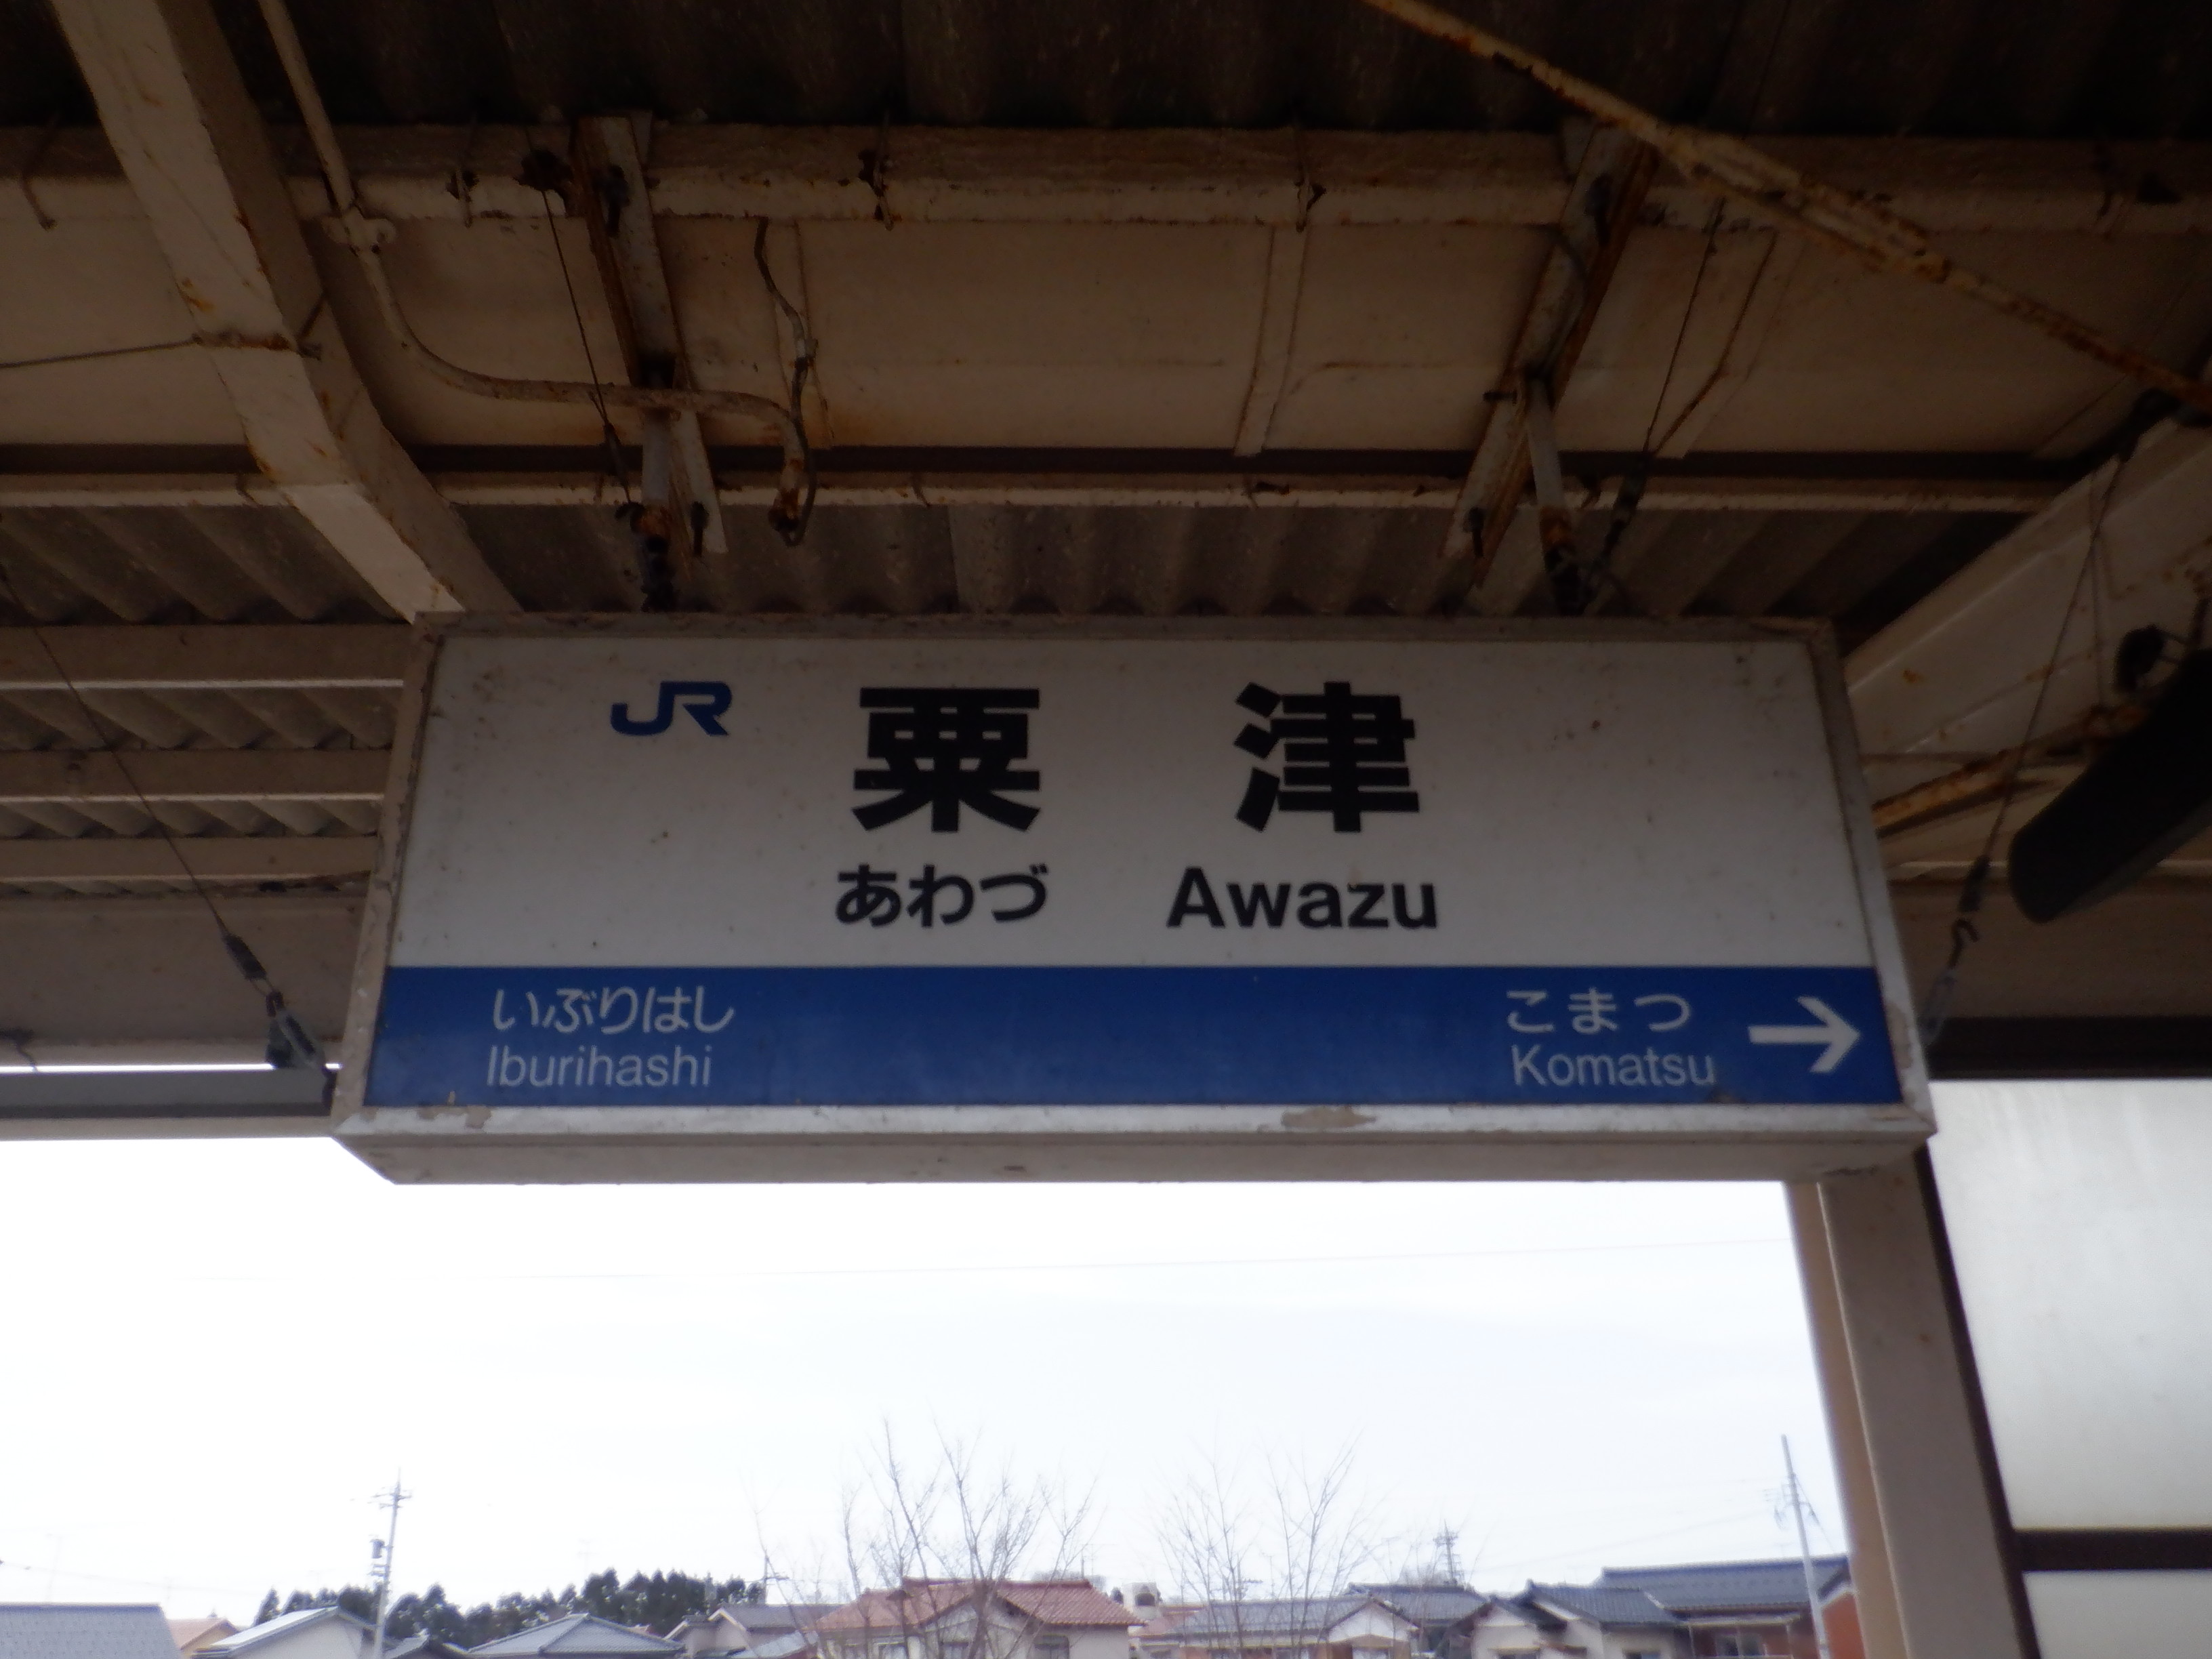 JR 粟津
あわづ Awazu
いぶりはし こまつ →
Iburihashi Komatsu